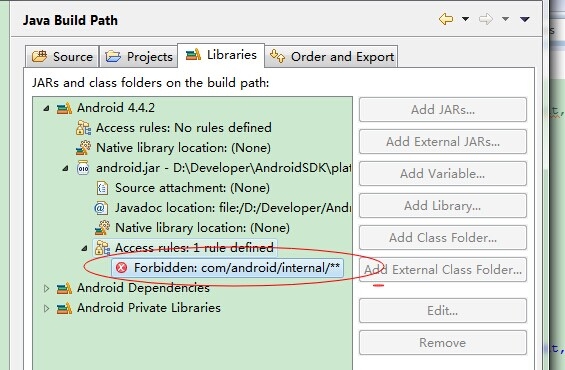 Java Build Path
Source
Projects
Libraries
Order and Export
JARs and class folders on the build path:
Android 4.4.2
Access rules: No rules defined
Native library location: (None)
android.jar - D:\Developer\AndroidSDK\plat
Source attachment: (None)
Javadoc location: file:/D:/Developer/And
Native library location: (None)
Access rules: 1 rule defined
Forbidden: com/android/internal/**
Android Dependencies
Android Private Libraries
Add JARs...
Add External JARs...
Add Variable...
Add Library...
Add Class Folder...
Add External Class Folder...
Edit...
Remove